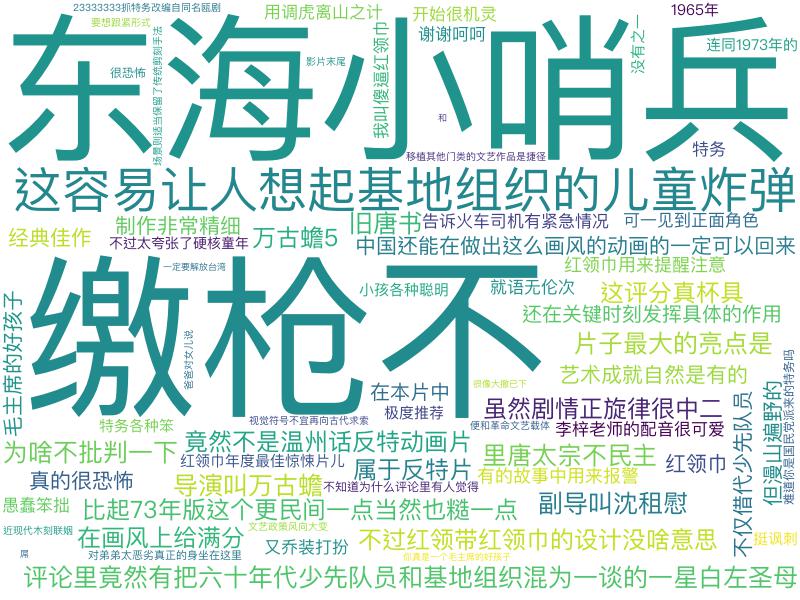 23333333抓特务改编自同名瓯剧
用调虎离山之计
开始很机灵
1965年
要想跟紧形式
谢谢呵呵
没有之一
连同1973年的
东海小哨兵
很恐怖
场景则适当保留了传统剪刻手法
影片末尾
我叫傻逼红领巾
和
移植其他门类的文艺作品是捷径
特务
这容易让人想起基地组织的儿童炸弹
制作非常精细
旧唐书
告诉火车司机有紧急情况
可一见到正面角色
经典佳作
不过太夸张了硬核童年
万古蟾5
中国还能在做出这么画风的动画的一定可以回来
一定要解放台湾
红领巾用来提醒注意
缴枪不
小孩各种聪明
就语无伦次
这评分真杯具
毛主席的好孩子
还在关键时刻发挥具体的作用
爸爸对女儿说
片子最大的亮点是
艺术成就自然是有的
很像大撤已下
在本片中
极度推荐
虽然剧情正旋律很中二
特务各种笨
视觉符号不宜再向古代求索
便和革命文艺载体
李梓老师的配音很可爱
不仅借代少先队员
但漫山遍野的
难道你是国民党派来的特务吗
为啥不批判一下
竟然不是温州话反特动画片
里唐太宗不民主
红领巾年度最佳惊悚片儿
属于反特片
红领巾
真的很恐怖
导演叫万古蟾
不知道为什么评论里有人觉得
有的故事中用来报警
愚蠢笨拙
比起73年版这个更民间一点当然也糙一点
副导叫沈祖慰
近现代木刻联姻
在画风上给满分
文艺政策风向大变
又乔装打扮
不过红领带红领巾的设计没啥意思
挺讽刺
屌
对弟弟太恶劣真正的身坐在这里
你真是一个毛主席的好孩子
评论里竟然有把六十年代少先队员和基地组织混为一谈的一星白左圣母